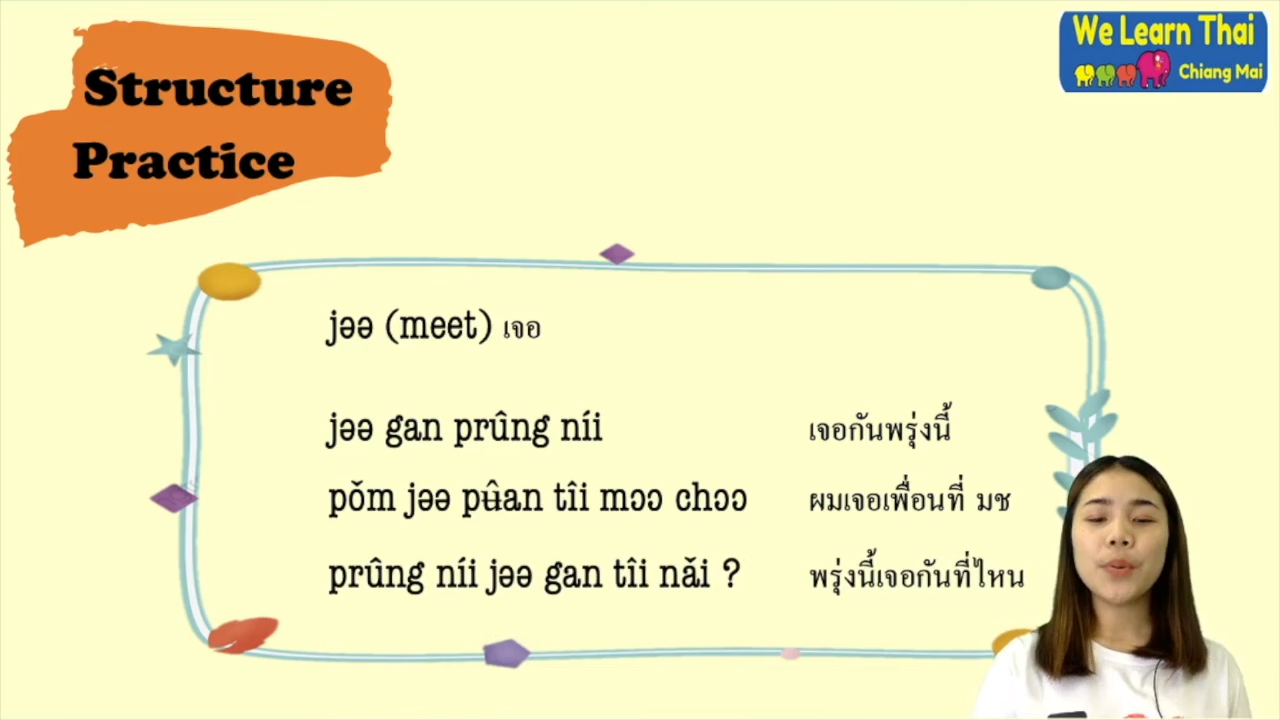 Structure
Practice
We Learn Thai
Chiang Mai
jəə (meet) เจอ
jəə gan prûng níi เจอกันพรุ่งนี้
pǒm jəə pʉ̂an tîi mɔɔ chɔɔ ผมเจอเพื่อนที่ มช
prûng níi jəə gan tîi nǎi ? พรุ่งนี้เจอกันที่ไหน